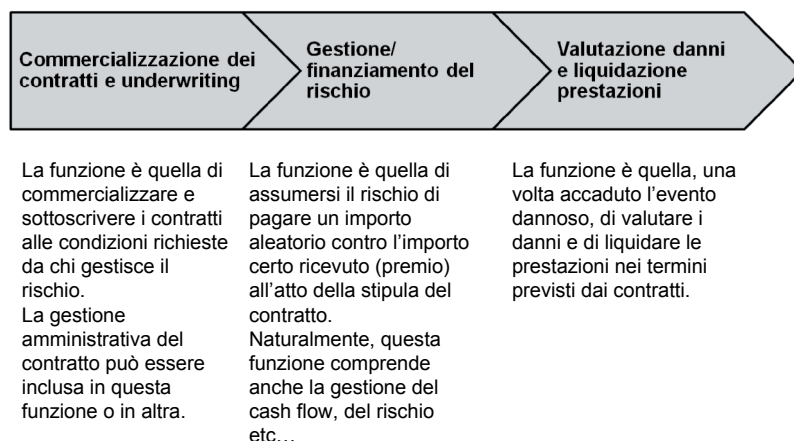 Commercializzazione dei
contratti e underwriting
Gestione/
finanziamento del
rischio
Valutazione danni
e liquidazione
prestazioni
La funzione è quella di
commercializzare e
sottoscrivere i contratti
alle condizioni richieste
da chi gestisce il
rischio.
La gestione
amministrativa del
contratto può essere
inclusa in questa
funzione o in altra.
La funzione è quella di
assumersi il rischio di
pagare un importo
aleatorio contro l’importo
certo ricevuto (premio)
all’atto della stipula del
contratto.
Naturalmente, questa
funzione comprende
anche la gestione del
cash flow, del rischio
etc…
La funzione è quella, una
volta accaduto l’evento
dannoso, di valutare i
danni e di liquidare le
prestazioni nei termini
previsti dai contratti.